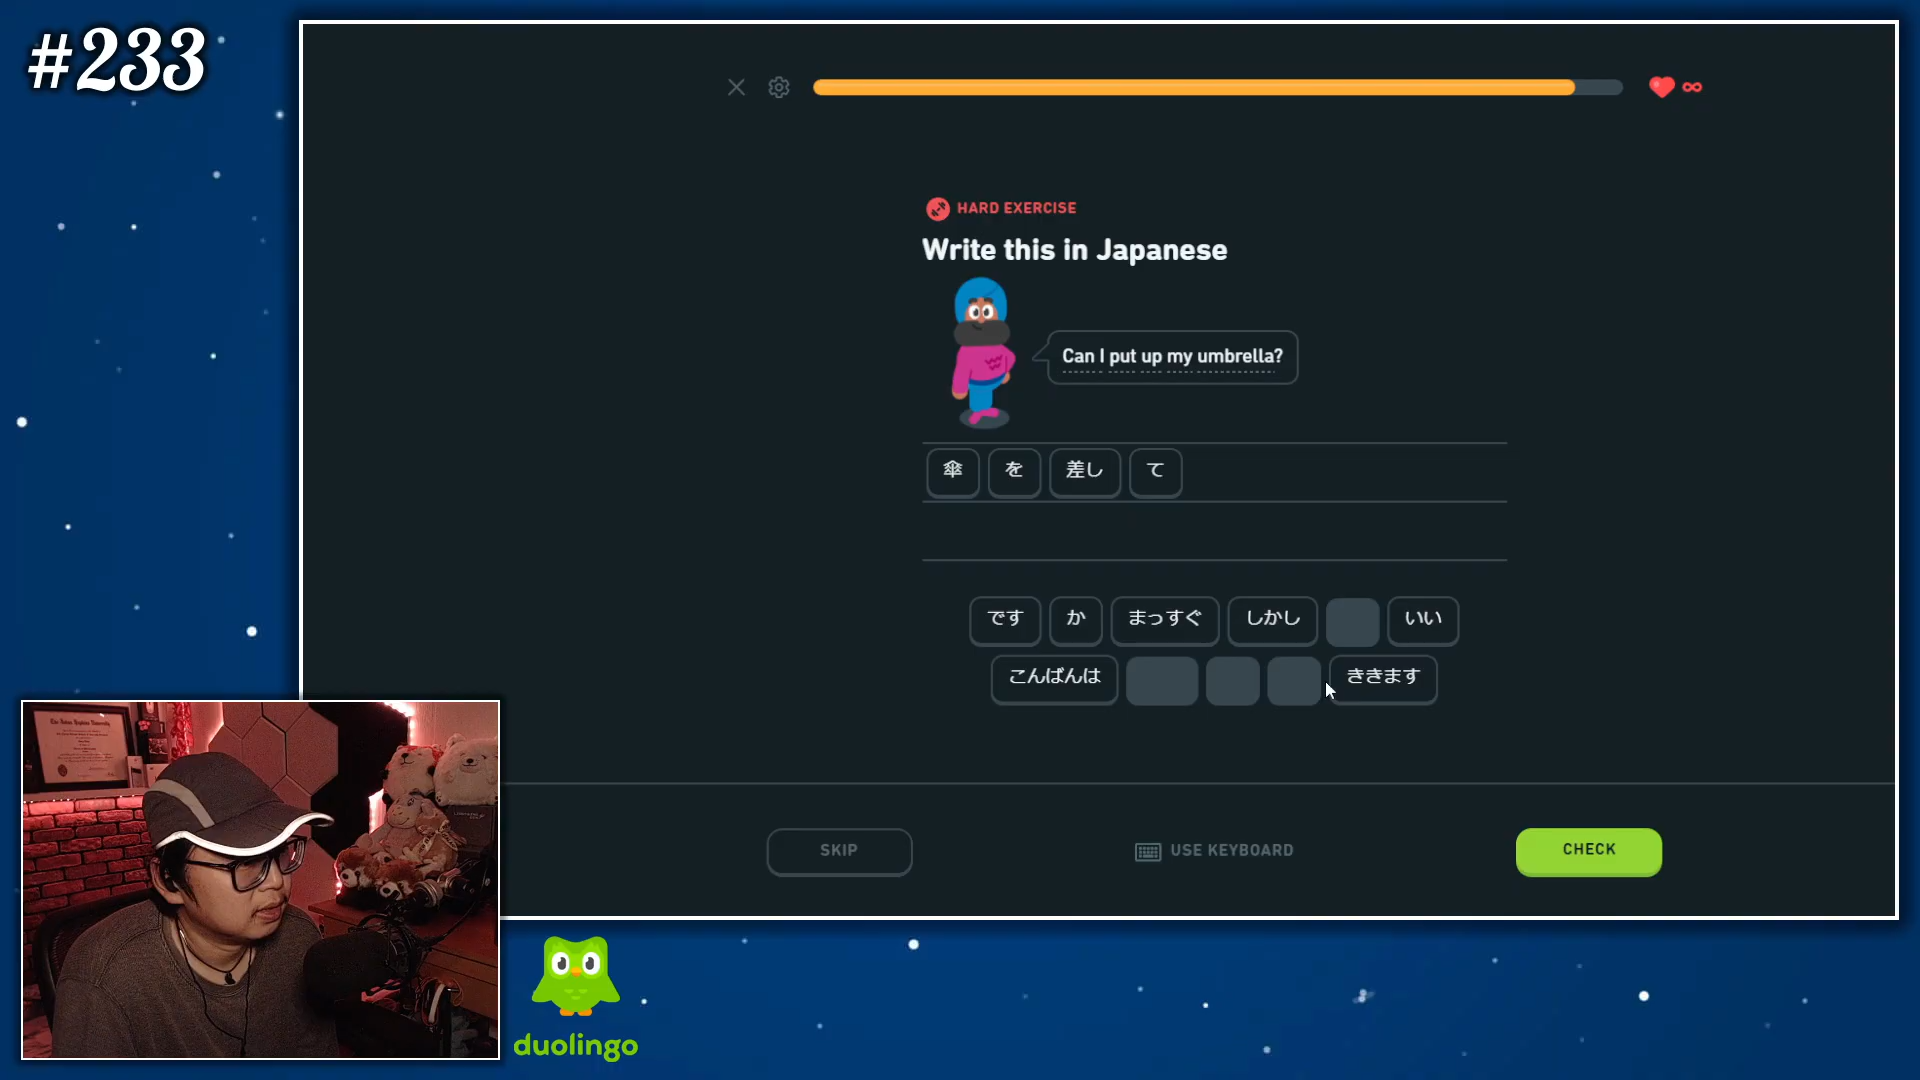 #233
HARD EXERCISE
Write this in Japanese
Can I put up my umbrella?
傘 を 差し て
です か まっすぐ しかし いい
こんばんは ききます
SKIP
USE KEYBOARD
CHECK
duolingo